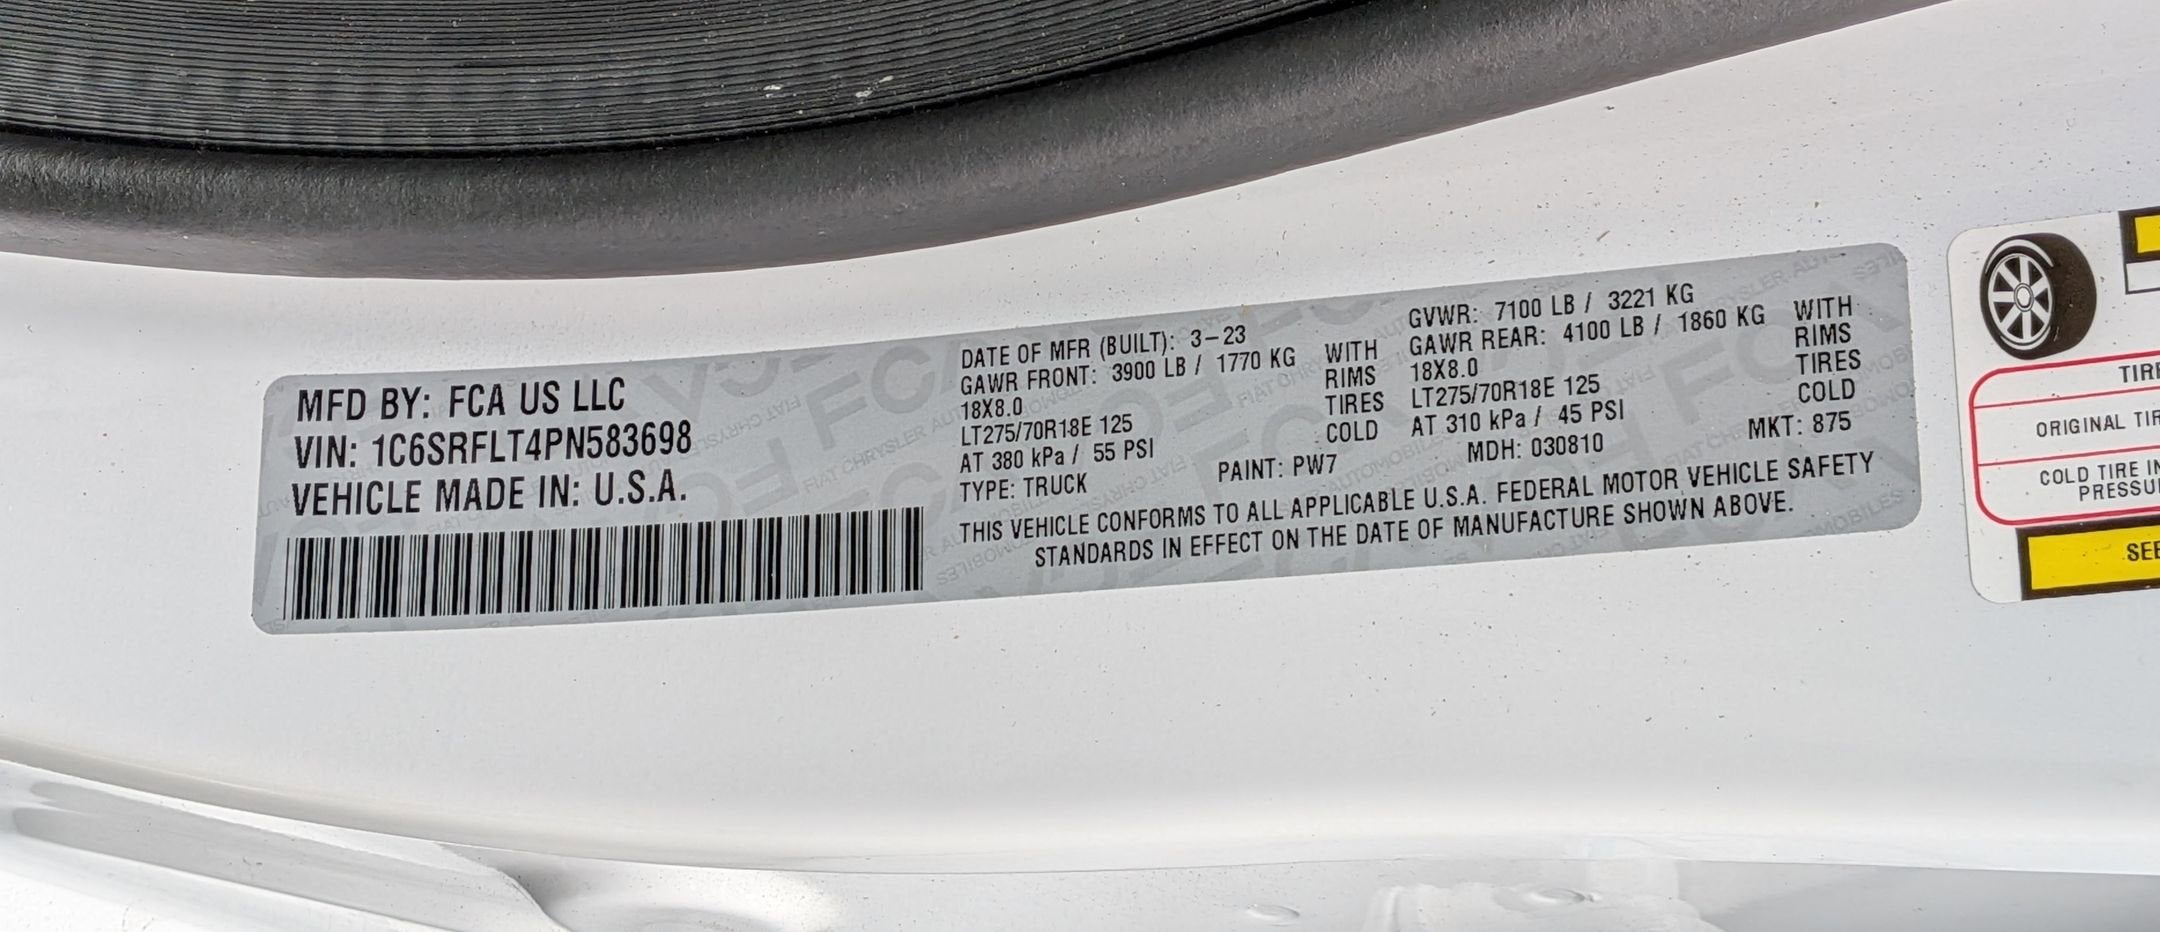 MFD BY: FCA US LLC
VIN: 1C6SRFLT4PN583698
VEHICLE MADE IN: U.S.A.
DATE OF MFR (BUILT): 3-23
GVWR: 7100 LB / 3221 KG
GAWR FRONT: 3900 LB / 1770 KG WITH
GAWR REAR: 4100 LB / 1860 KG WITH
18X8.0 RIMS
18X8.0 RIMS
LT275/70R18E 125 TIRES
LT275/70R18E 125 TIRES
AT 380 kPa / 55 PSI COLD
AT 310 kPa / 45 PSI COLD
TYPE: TRUCK PAINT: PW7 MDH: 030810 MKT: 875
THIS VEHICLE CONFORMS TO ALL APPLICABLE U.S.A. FEDERAL MOTOR VEHICLE SAFETY
STANDARDS IN EFFECT ON THE DATE OF MANUFACTURE SHOWN ABOVE.
ORIGINAL
COLD TIRE
SEE